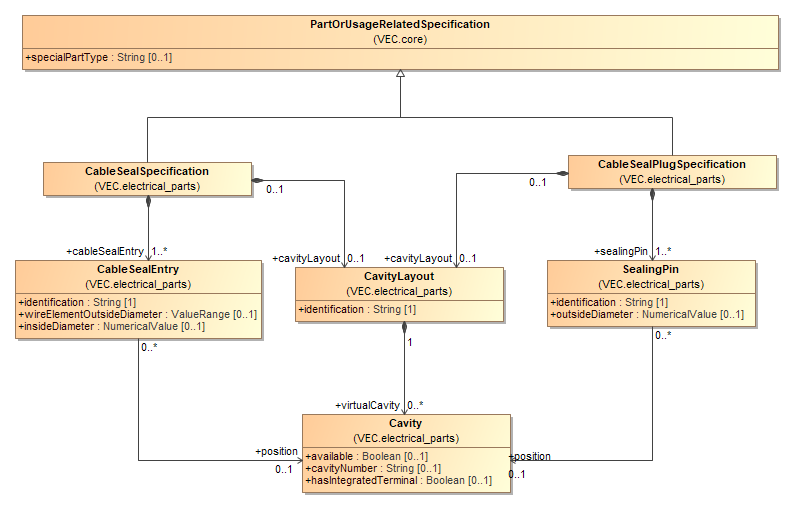 PartOrUsageRelatedSpecification
(VEC.core)
+specialPartType : String [0..1]
CableSealSpecification
(VEC.electrical_parts)
0..1
CableSealPlugSpecification
(VEC.electrical_parts)
0..1
+cableSealEntry 1..*
+cavityLayout 0..1
+cavityLayout 0..1
+sealingPin 1..*
CableSealEntry
(VEC.electrical_parts)
+identification : String [1]
+wireElementOutsideDiameter : ValueRange [0..1]
+insideDiameter : NumericalValue [0..1]
CavityLayout
(VEC.electrical_parts)
+identification : String [1]
SealingPin
(VEC.electrical_parts)
+identification : String [1]
+outsideDiameter : NumericalValue [0..1]
0..*
1
0..*
+virtualCavity 0..*
Cavity
(VEC.electrical_parts)
+available : Boolean [0..1]
+cavityNumber : String [0..1]
+hasIntegratedTerminal : Boolean [0..1]
+position
0..1
+position
0..1